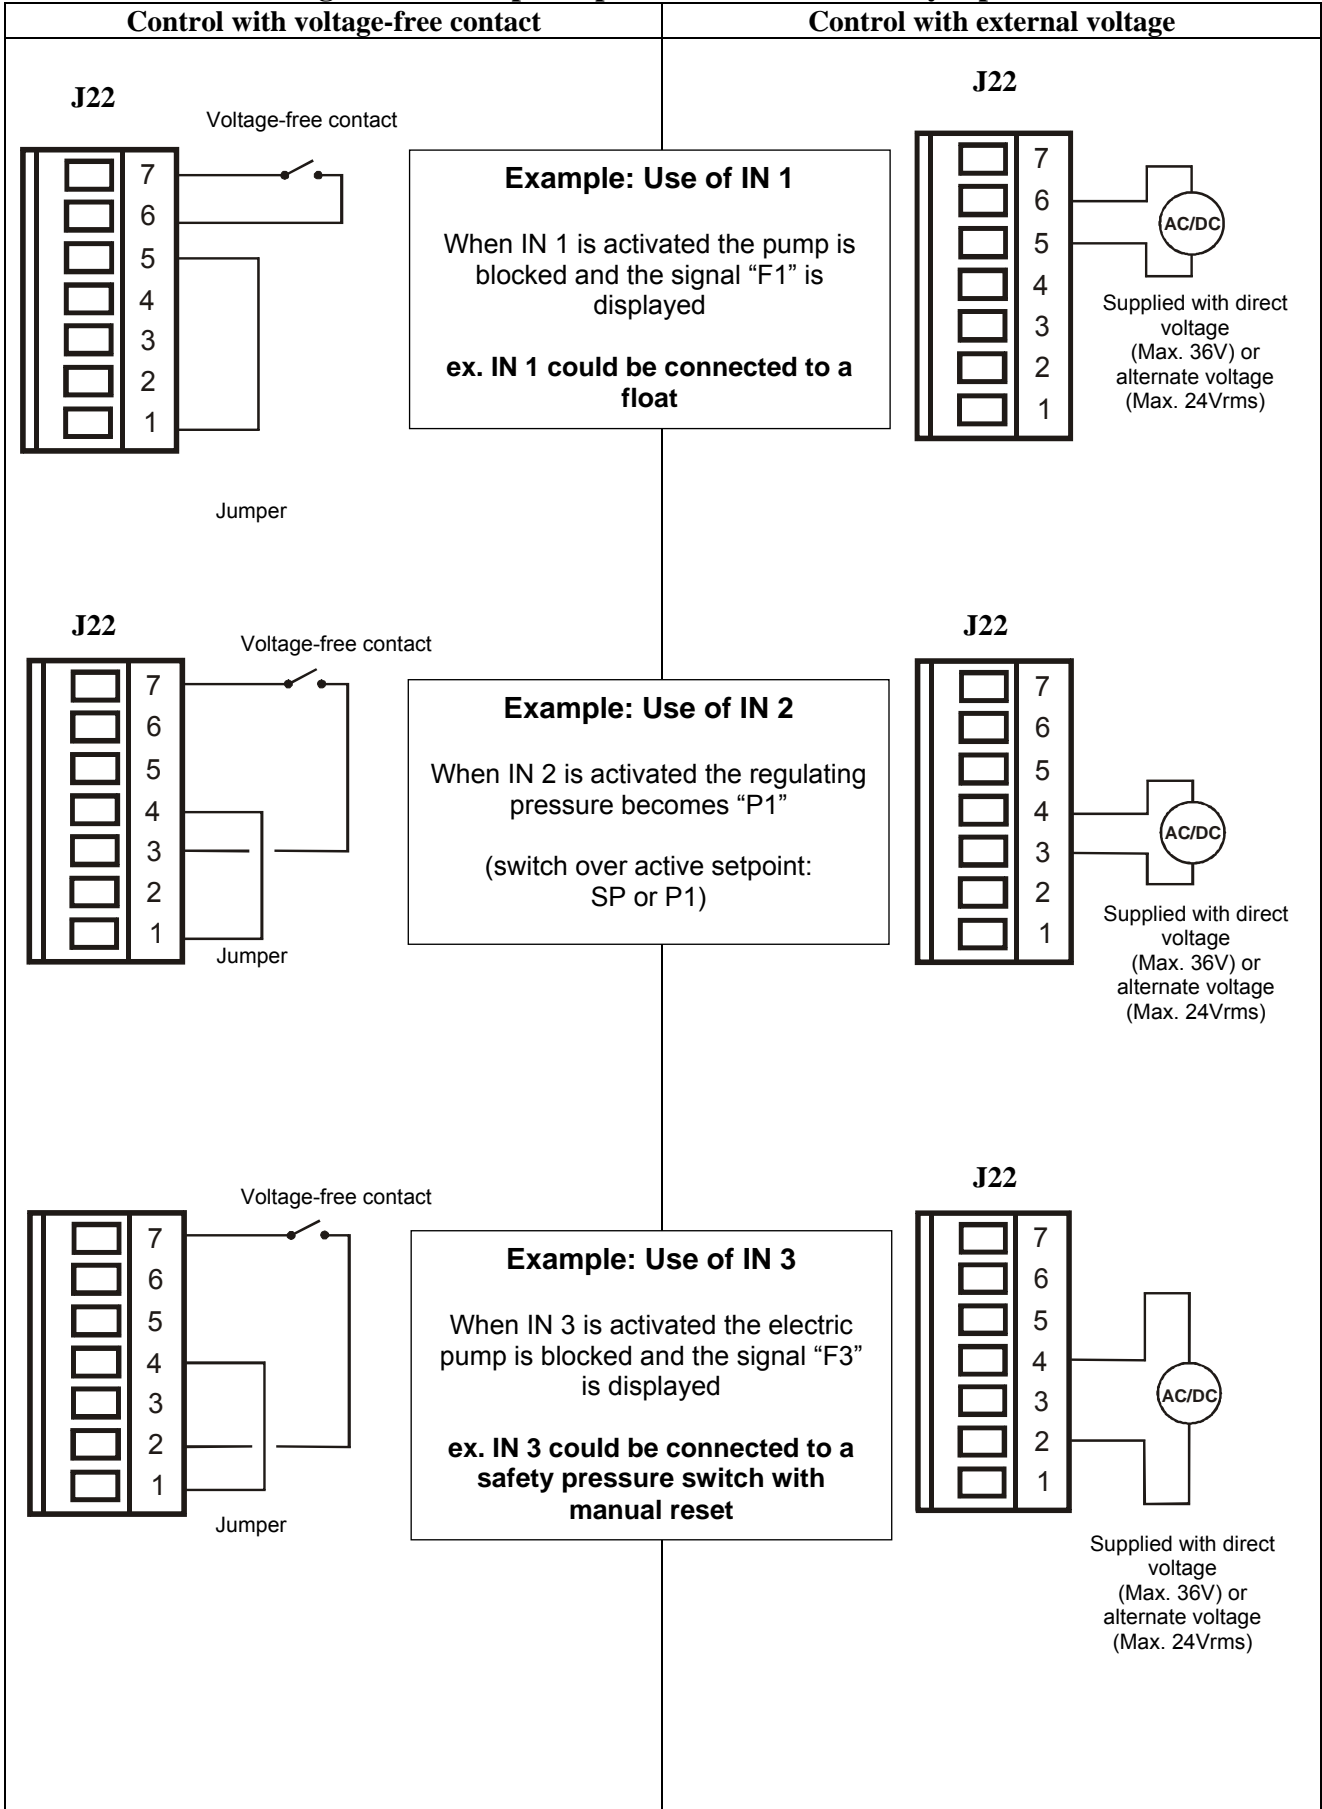 Control with voltage-free contact
Control with external voltage
J22
Voltage-free contact
7
6
5
4
3
2
1
Jumper
Example: Use of IN 1
When IN 1 is activated the pump is
blocked and the signal “F1” is
displayed
ex. IN 1 could be connected to a
float
J22
7
6
5
4
3
2
1
AC/DC
Supplied with direct
voltage
(Max. 36V) or
alternate voltage
(Max. 24Vrms)
J22
Voltage-free contact
7
6
5
4
3
2
1
Jumper
Example: Use of IN 2
When IN 2 is activated the regulating
pressure becomes “P1”
(switch over active setpoint:
SP or P1)
J22
7
6
5
4
3
2
1
AC/DC
Supplied with direct
voltage
(Max. 36V) or
alternate voltage
(Max. 24Vrms)
Voltage-free contact
7
6
5
4
3
2
1
Jumper
Example: Use of IN 3
When IN 3 is activated the electric
pump is blocked and the signal “F3”
is displayed
ex. IN 3 could be connected to a
safety pressure switch with
manual reset
J22
7
6
5
4
3
2
1
AC/DC
Supplied with direct
voltage
(Max. 36V) or
alternate voltage
(Max. 24Vrms)